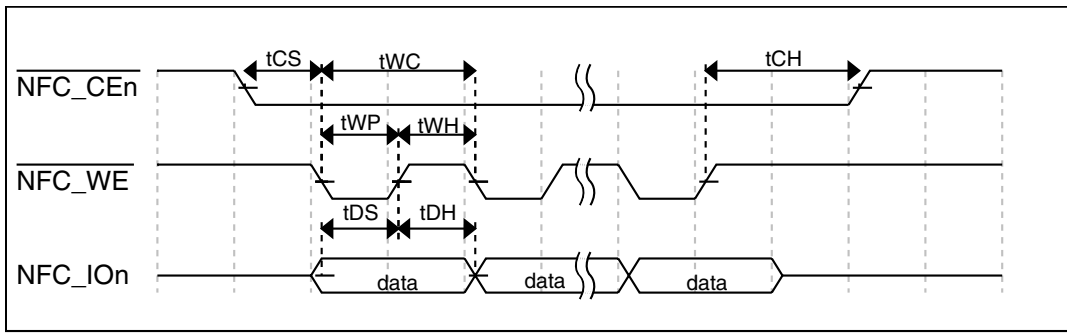 tCS tWC tCH
NFC_CEn
tWP tWH
NFC_WE
tDS tDH
NFC_IOn
data data data